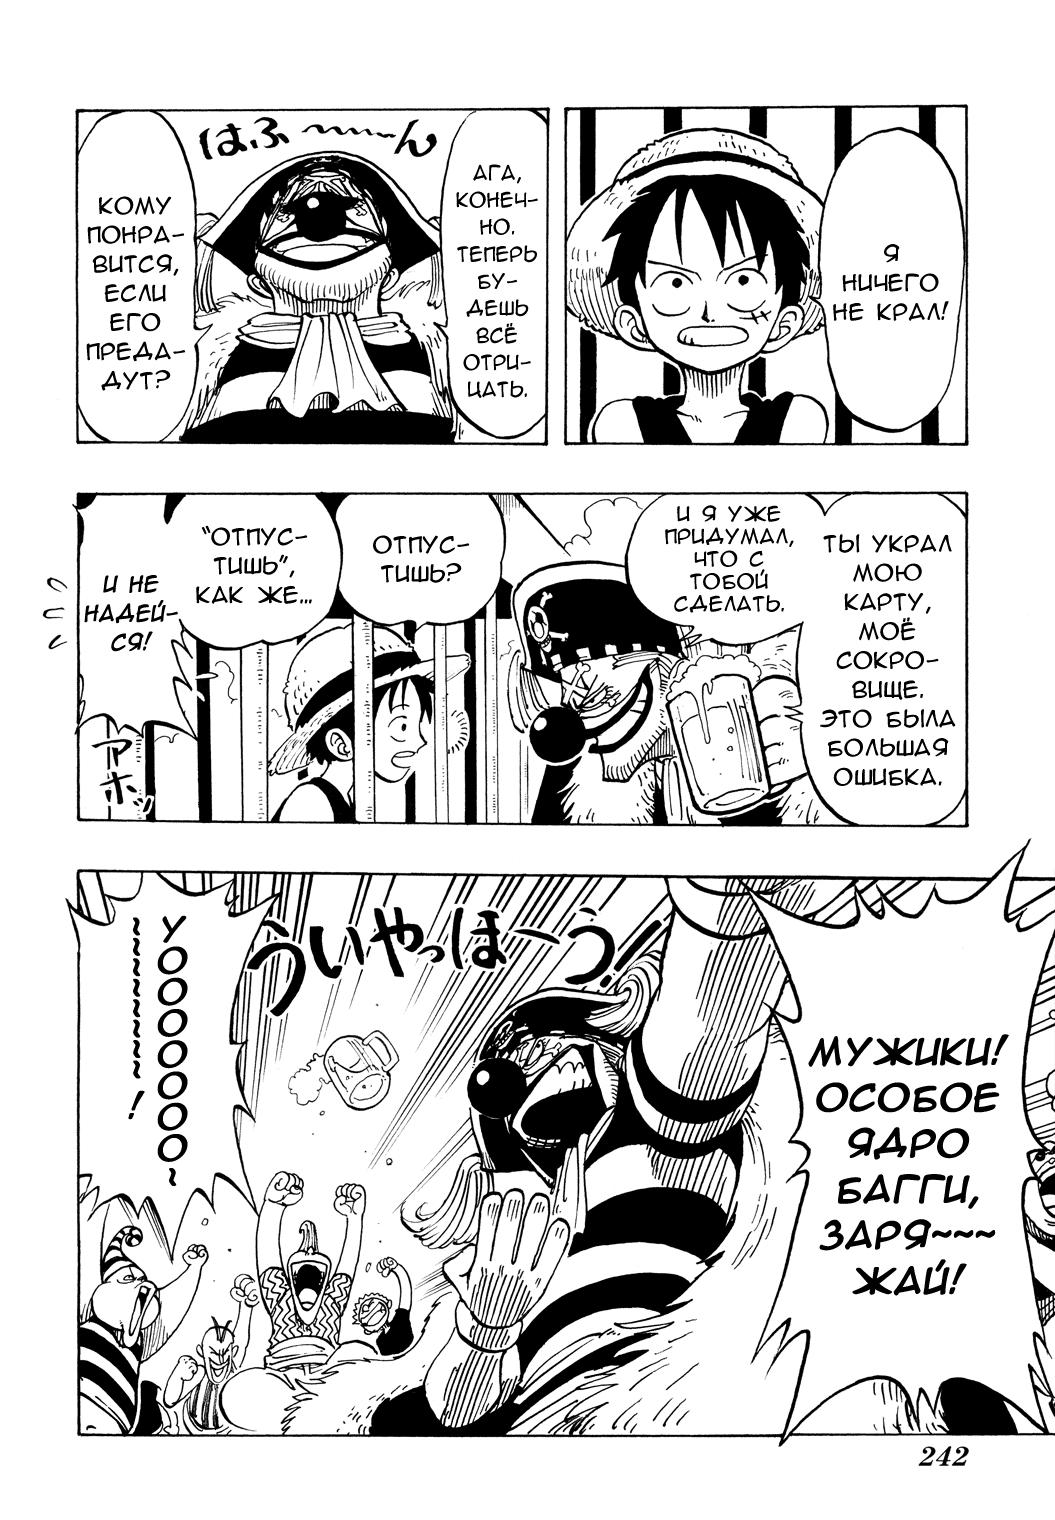 Я
НИЧЕГО
НЕ КРАЛ!
АГА,
КОНЕЧ-
НО.
ТЕПЕРЬ
БУ-
ДЕШЬ
ВСЁ
ОТРИ-
ЦАТЬ.
はふ〜〜ん
КОМУ
ПОНРА-
ВИТСЯ,
ЕСЛИ
ЕГО
ПРЕДА-
ДУТ?
ТЫ УКРАЛ
МОЮ
КАРТУ,
МОЁ
СОКРО-
ВИЩЕ.
ЭТО БЫЛА
БОЛЬШАЯ
ОШИБКА.
И Я УЖЕ
ПРИДУМАЛ,
ЧТО С
ТОБОЙ
СДЕЛАТЬ.
ОТПУС-
ТИШЬ?
"ОТПУС-
ТИШЬ",
КАК ЖЕ...
И НЕ
НАДЕЙ-
СЯ!
アホッ
МУЖИКИ!
ОСОБОЕ
ЯДРО
БАГГИ,
ЗАРЯ~~~
ЖАЙ!
ういやっほーう!
УОООООООО~
~~~~~~~~~!
242